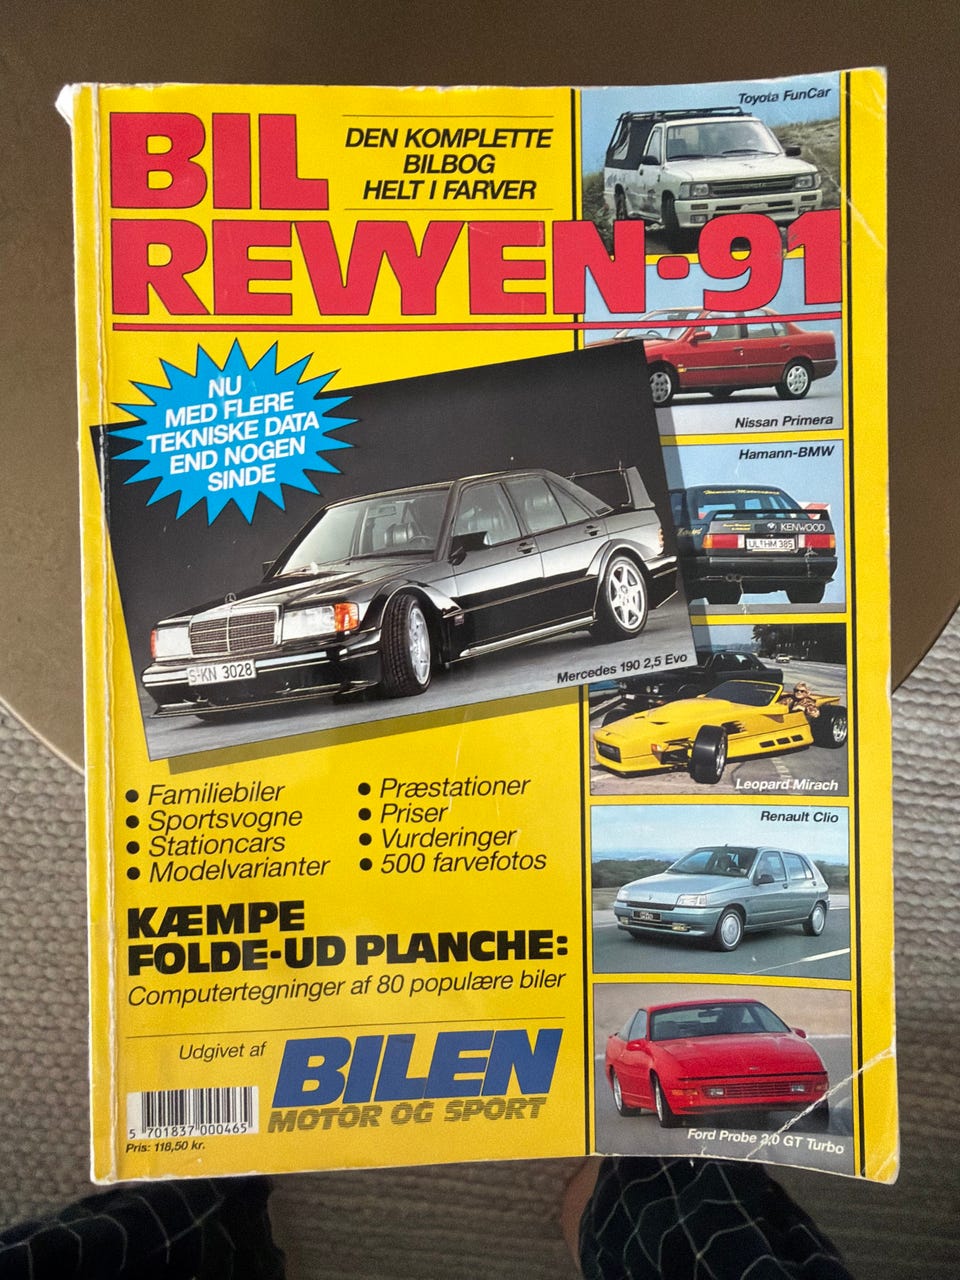 BIL
REVYEN·91
DEN KOMPLETTE
BILBOG
HELT I FARVER
Toyota FunCar
NU
MED FLERE
TEKNISKE DATA
END NOGEN
SINDE
Nissan Primera
Hamann-BMW
KENWOOD
UL HM 385
S-KN 3028
Mercedes 190 2,5 Evo
Leopard Mirach
Renault Clio
Ford Probe 2,0 GT Turbo
● Familiebiler
● Sportsvogne
● Stationcars
● Modelvarianter
● Præstationer
● Priser
● Vurderinger
● 500 farvefotos
KÆMPE
FOLDE-UD PLANCHE:
Computertegninger af 80 populære biler
Udgivet af
BILEN
MOTOR OG SPORT
5 701837 000465
Pris: 118,50 kr.